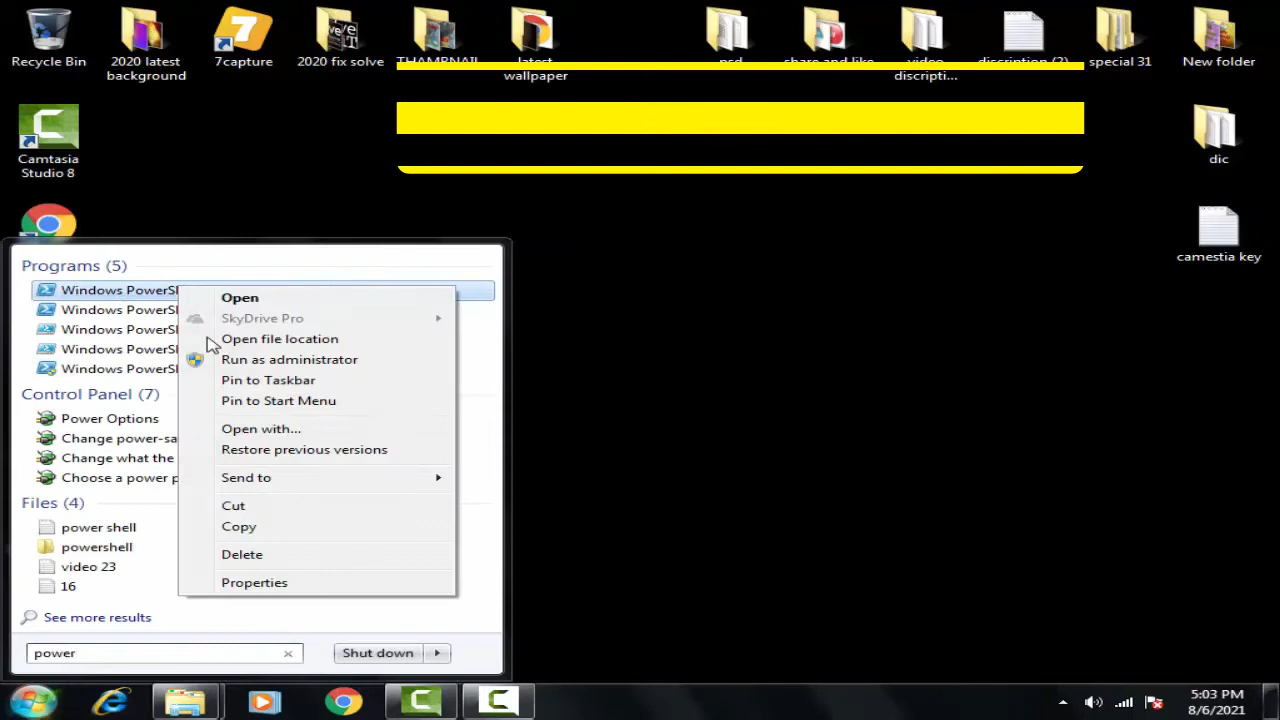 Recycle Bin
2020 latest
background
7capture
2020 fix solve
THAMBNAIL
latest
wallpaper
psd
share and like
video
discripti...
discription (2)
special 31
New folder
Camtasia
Studio 8
dic
camestia key
Programs (5)
Windows PowerSh
Windows PowerSh
Windows PowerSh
Windows PowerSh
Windows PowerSh
Control Panel (7)
Power Options
Change power-sa
Change what the
Choose a power p
Files (4)
power shell
powershell
video 23
16
See more results
power
Shut down
Open
SkyDrive Pro
Open file location
Run as administrator
Pin to Taskbar
Pin to Start Menu
Open with...
Restore previous versions
Send to
Cut
Copy
Delete
Properties
5:03 PM
8/6/2021